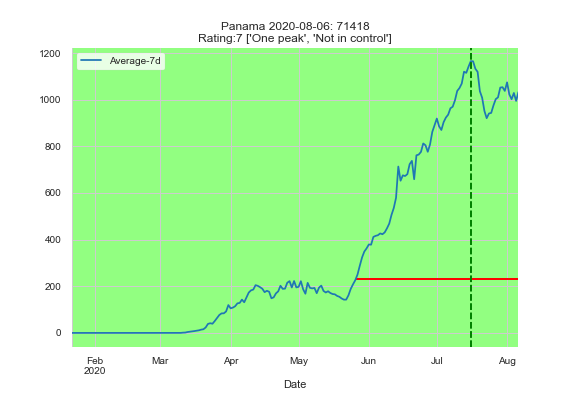 Panama 2020-08-06: 71418
Rating:7 ['One peak', 'Not in control']
Average-7d
1200
1000
800
600
400
200
0
Feb Mar Apr May Jun Jul Aug
2020
Date